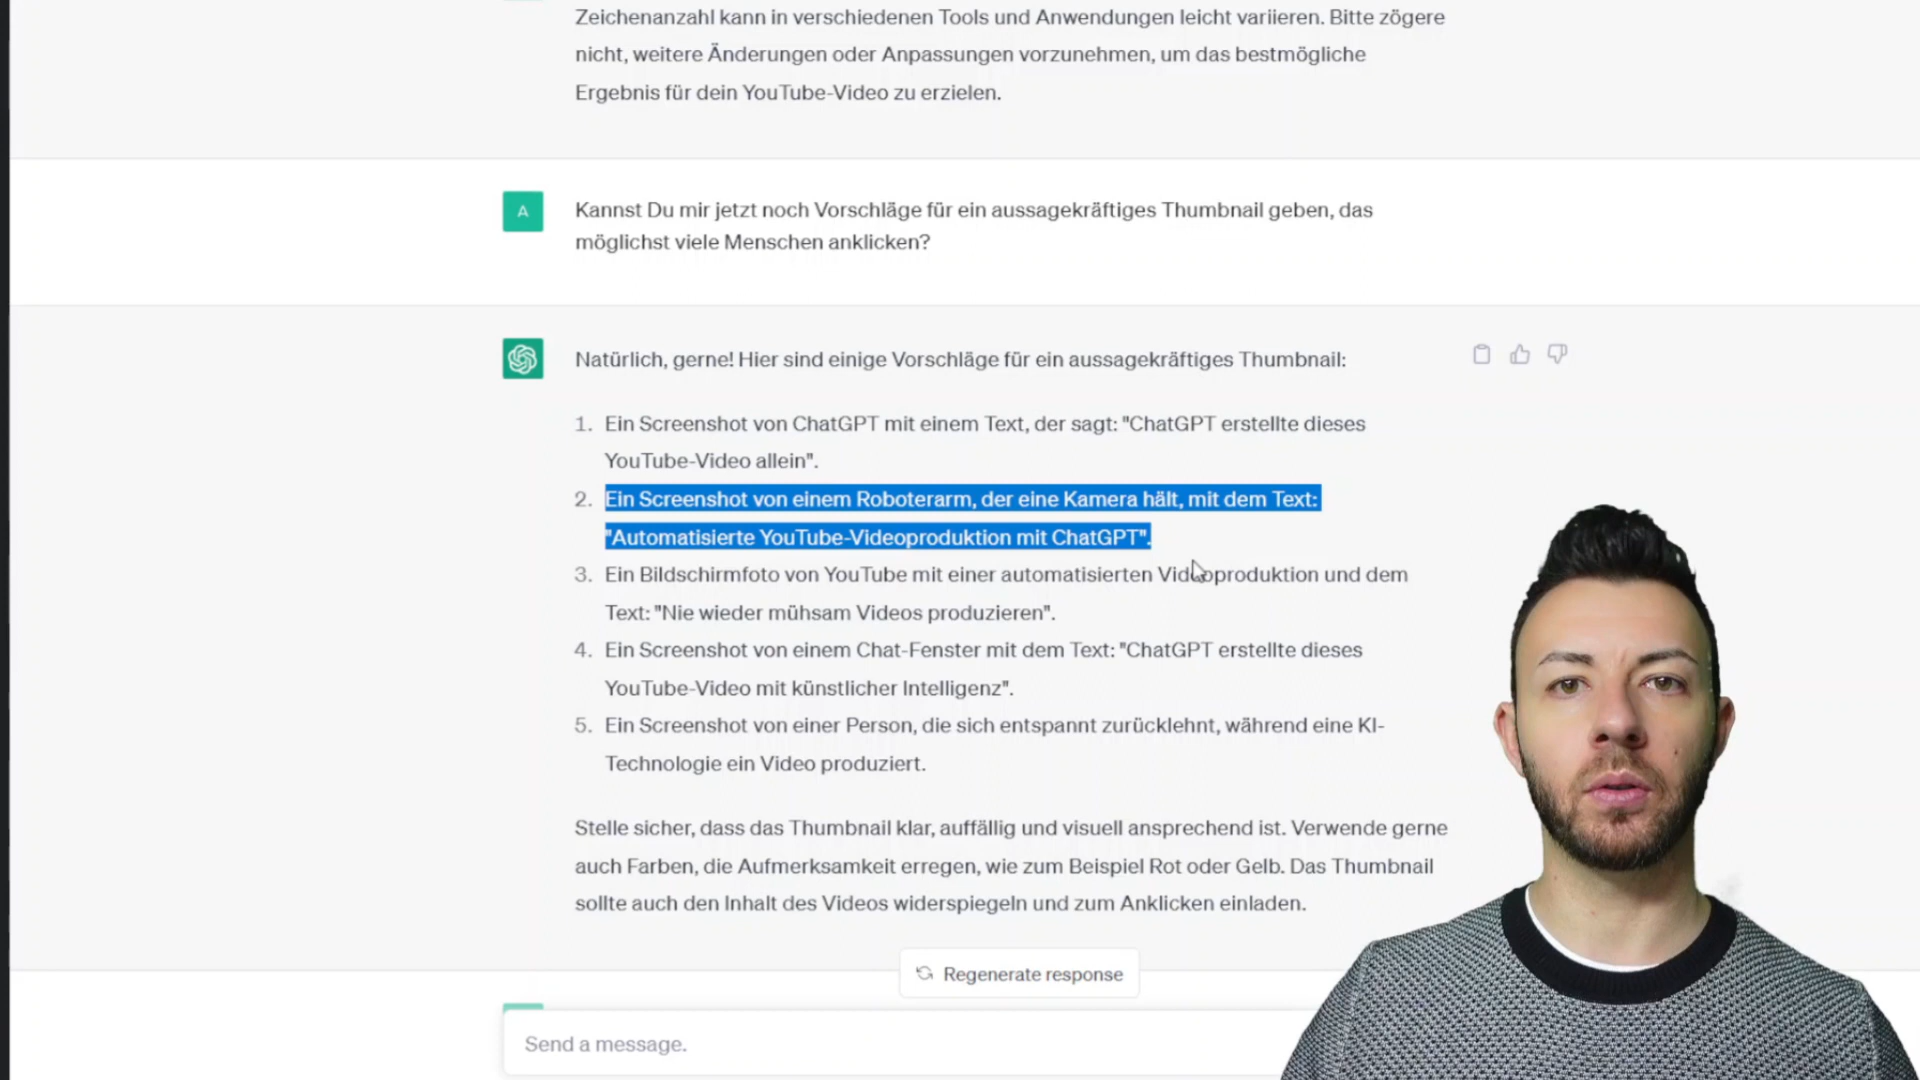 Zeichenanzahl kann in verschiedenen Tools und Anwendungen leicht variieren. Bitte zögere
nicht, weitere Änderungen oder Anpassungen vorzunehmen, um das bestmögliche
Ergebnis für dein YouTube-Video zu erzielen.
A
Kannst Du mir jetzt noch Vorschläge für ein aussagekräftiges Thumbnail geben, das
möglichst viele Menschen anklicken?
Natürlich, gerne! Hier sind einige Vorschläge für ein aussagekräftiges Thumbnail:
1. Ein Screenshot von ChatGPT mit einem Text, der sagt: "ChatGPT erstellte dieses
YouTube-Video allein".
2. Ein Screenshot von einem Roboterarm, der eine Kamera hält, mit dem Text:
"Automatisierte YouTube-Videoproduktion mit ChatGPT".
3. Ein Bildschirmfoto von YouTube mit einer automatisierten Videoproduktion und dem
Text: "Nie wieder mühsam Videos produzieren".
4. Ein Screenshot von einem Chat-Fenster mit dem Text: "ChatGPT erstellte dieses
YouTube-Video mit künstlicher Intelligenz".
5. Ein Screenshot von einer Person, die sich entspannt zurücklehnt, während eine KI-
Technologie ein Video produziert.
Stelle sicher, dass das Thumbnail klar, auffällig und visuell ansprechend ist. Verwende gerne
auch Farben, die Aufmerksamkeit erregen, wie zum Beispiel Rot oder Gelb. Das Thumbnail
sollte auch den Inhalt des Videos widerspiegeln und zum Anklicken einladen.
Regenerate response
Send a message.